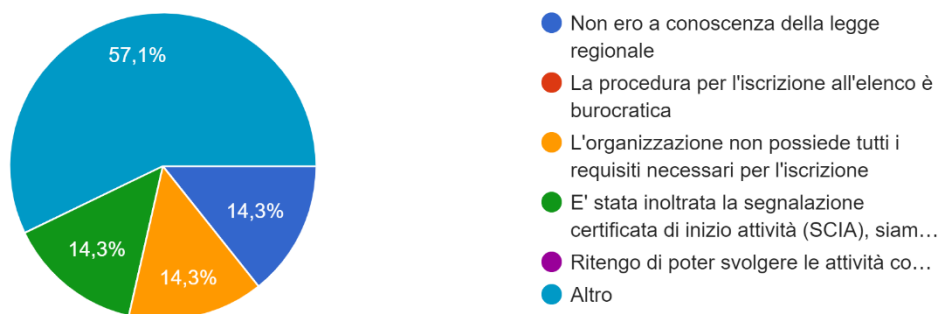 57,1%
14,3%
14,3%
14,3%
Non ero a conoscenza della legge
regionale
La procedura per l'iscrizione all'elenco è
burocratica
L'organizzazione non possiede tutti i
requisiti necessari per l'iscrizione
E' stata inoltrata la segnalazione
certificata di inizio attività (SCIA), siam…
Ritengo di poter svolgere le attività co…
Altro